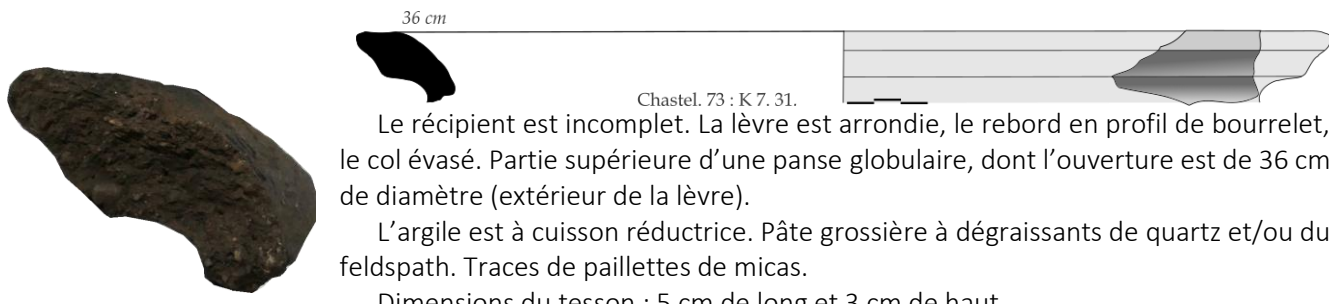 36 cm
Chastel. 73 : K 7. 31.
Le récipient est incomplet. La lèvre est arrondie, le rebord en profil de bourrelet,
le col évasé. Partie supérieure d’une panse globulaire, dont l’ouverture est de 36 cm
de diamètre (extérieur de la lèvre).
L’argile est à cuisson réductrice. Pâte grossière à dégraissants de quartz et/ou du
feldspath. Traces de paillettes de micas.
Dimensions du tesson : 5 cm de long et 3 cm de haut